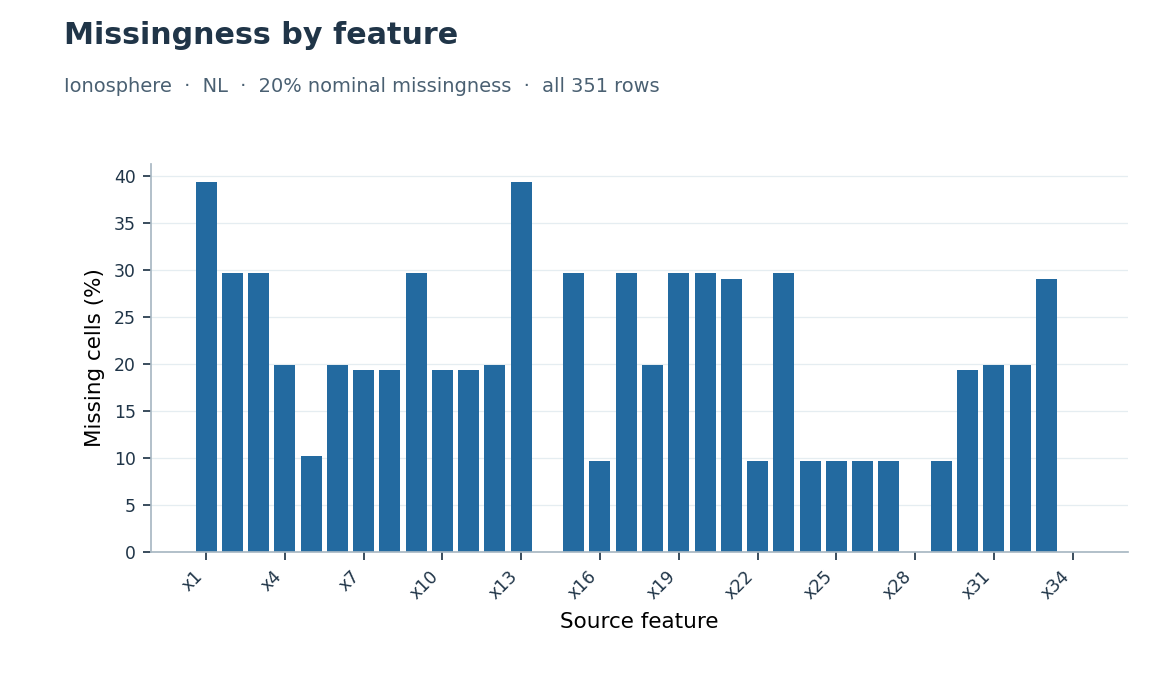 Missingness by feature
Ionosphere · NL · 20% nominal missingness · all 351 rows
Missing cells (%)
40
35
30
25
20
15
10
5
0
x1 x4 x7 x10 x13 x16 x19 x22 x25 x28 x31 x34
Source feature